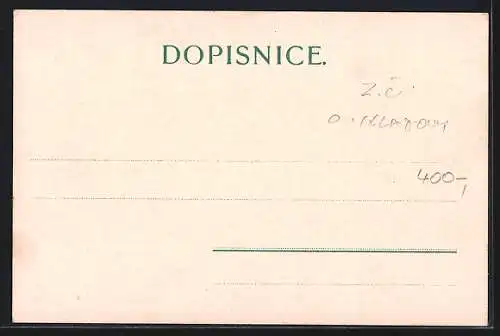 DOPISNICE.
Z.Č.
400-,